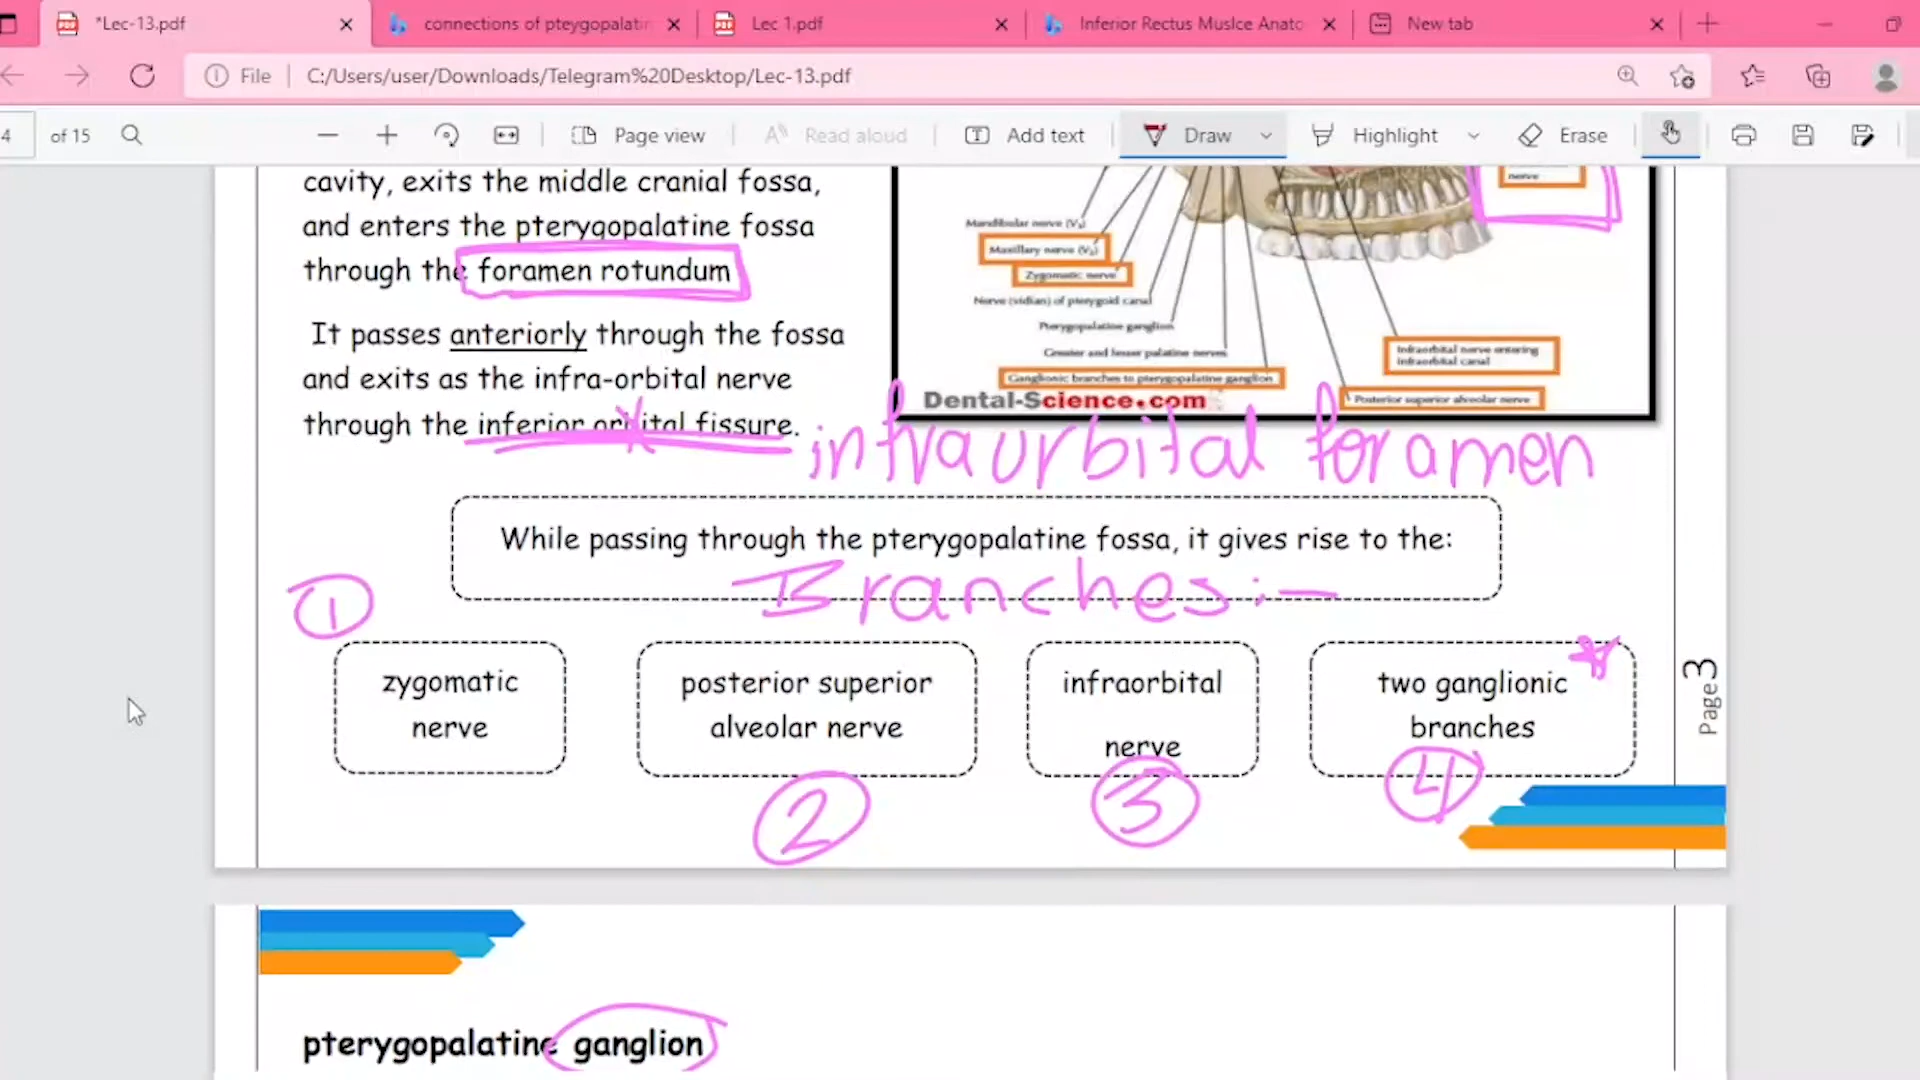 *Lec-13.pdf
connections of pteygopalatin
Lec 1.pdf
Inferior Rectus Muslce Anato
New tab
File
C:/Users/user/Downloads/Telegram%20Desktop/Lec-13.pdf
4 of 15
Page view
Read aloud
Add text
Draw
Highlight
Erase
cavity, exits the middle cranial fossa,
and enters the pterygopalatine fossa
through the foramen rotundum
It passes anteriorly through the fossa
and exits as the infra-orbital nerve
through the inferior orbital fissure.
nerve
Mandibular nerve (V3)
Maxillary nerve (V2)
Zygomatic nerve
Nerve (vidian) of pterygoid canal
Pterygopalatine ganglion
Greater and lesser palatine nerves
Ganglionic branches to pterygopalatine ganglion
Infraorbital nerve entering
infraorbital canal
Posterior superior alveolar nerve
Dental-Science.com
infraurbital foramen
While passing through the pterygopalatine fossa, it gives rise to the:
Branches:-
1
zygomatic
nerve
posterior superior
alveolar nerve
2
infraorbital
nerve
3
two ganglionic
branches
4
Page 3
pterygopalatine ganglion